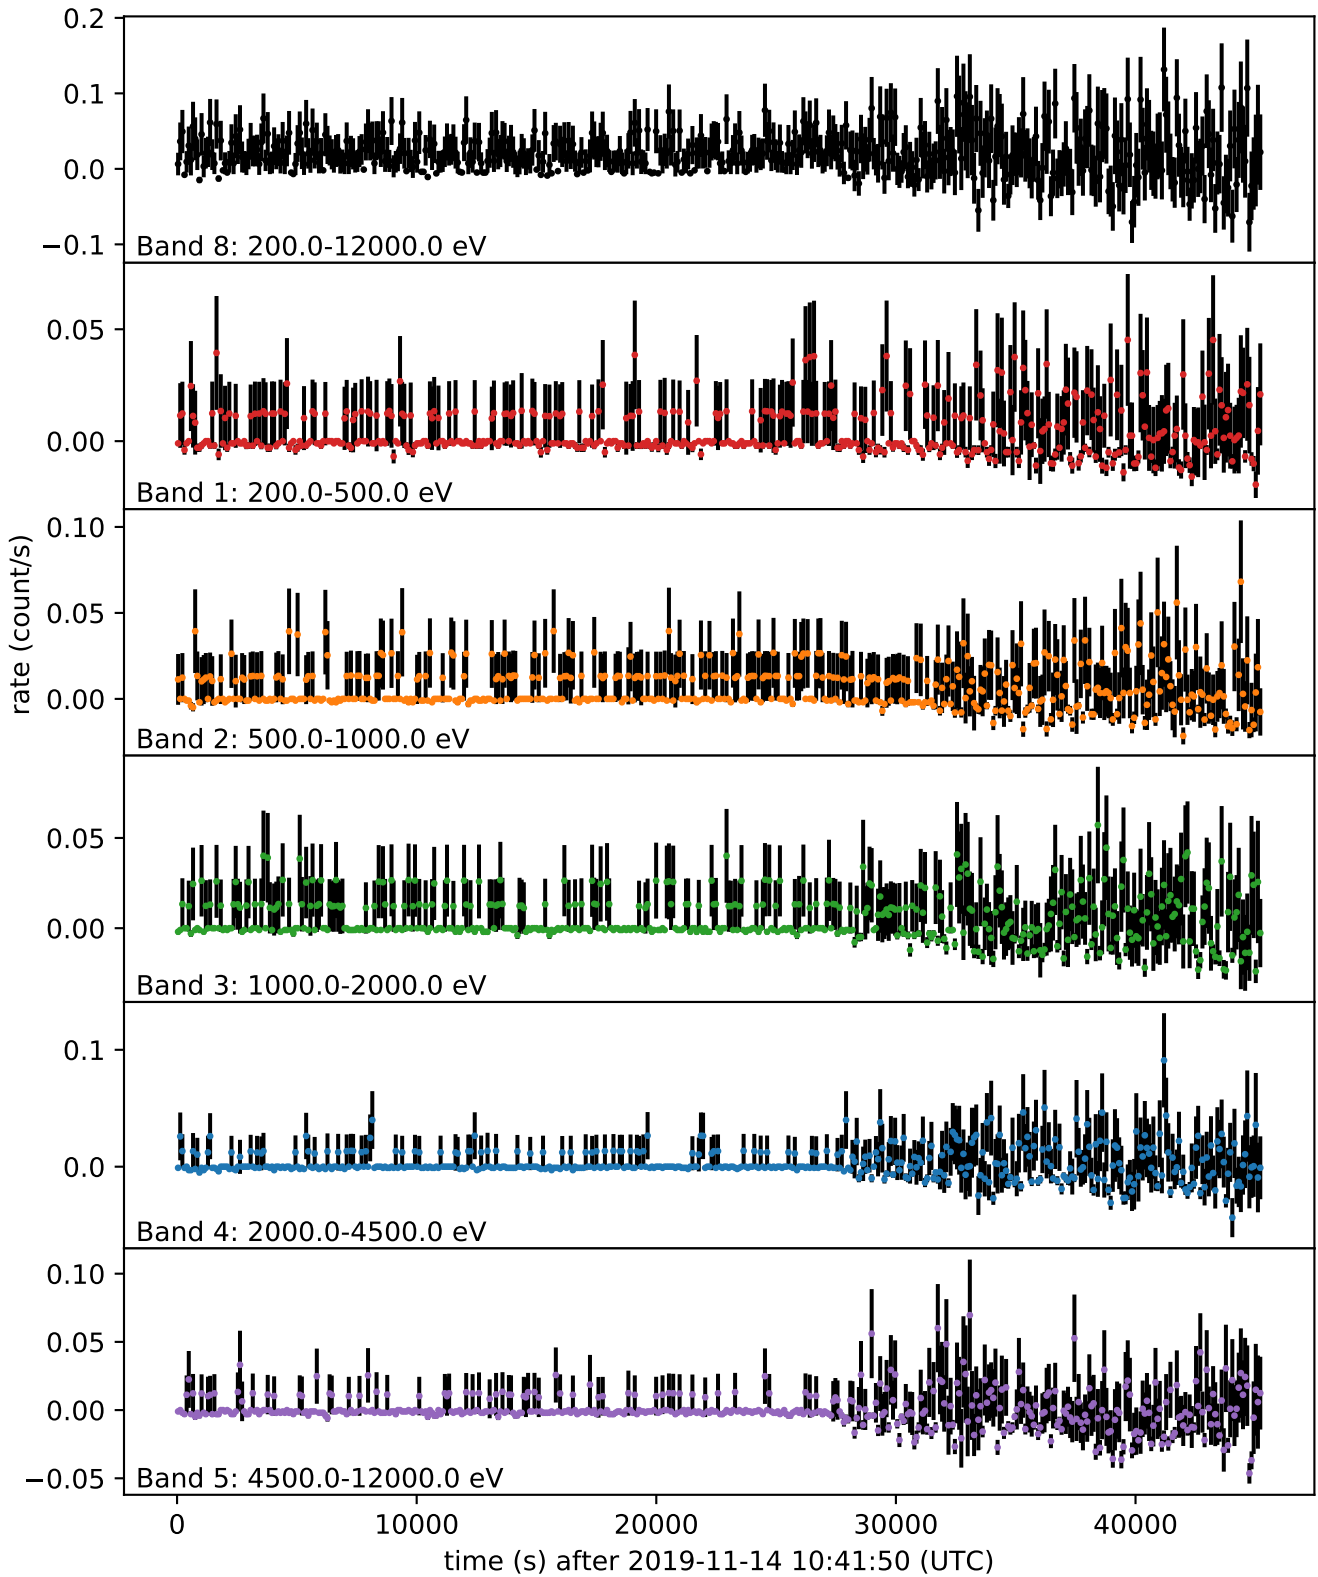 0.2
0.1
0.0
−0.1
Band 8: 200.0-12000.0 eV
0.05
0.00
Band 1: 200.0-500.0 eV
rate (count/s)
0.10
0.05
0.00
Band 2: 500.0-1000.0 eV
0.05
0.00
Band 3: 1000.0-2000.0 eV
0.1
0.0
Band 4: 2000.0-4500.0 eV
0.10
0.05
0.00
−0.05
Band 5: 4500.0-12000.0 eV
0 10000 20000 30000 40000
time (s) after 2019-11-14 10:41:50 (UTC)